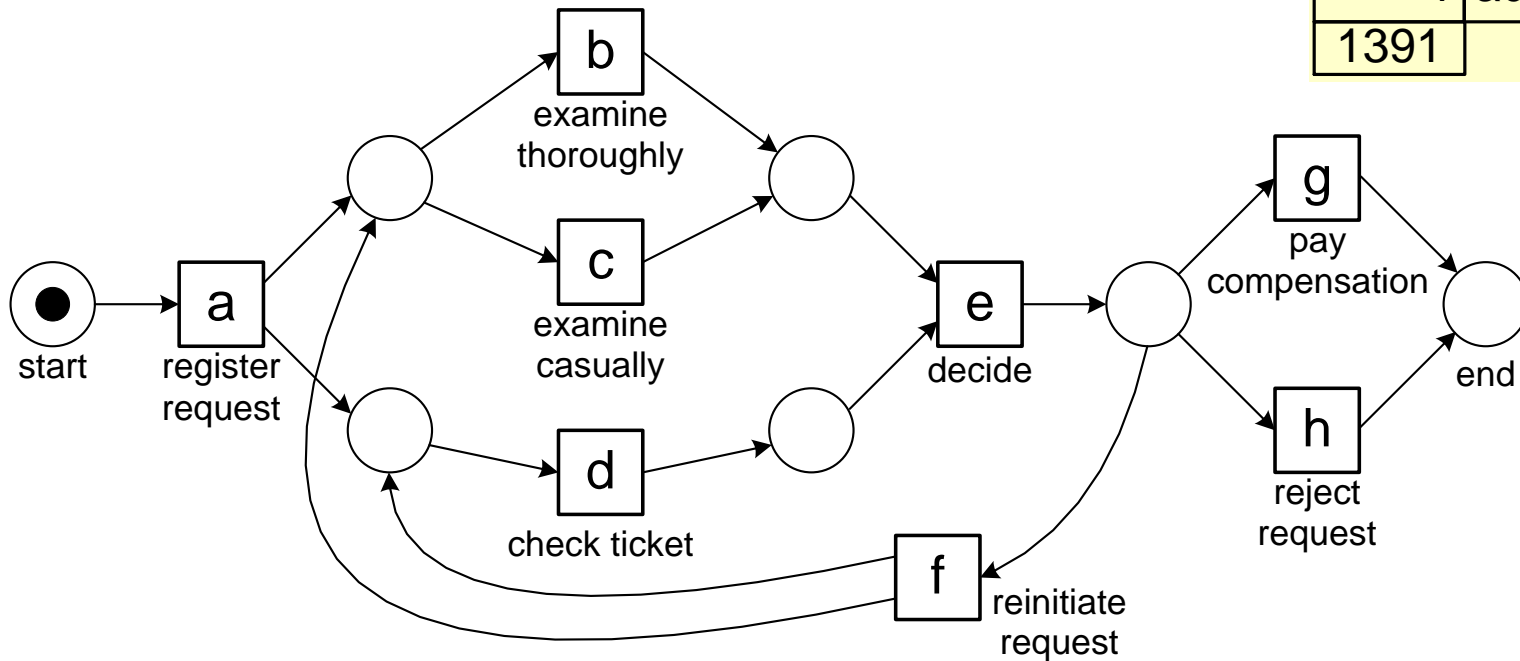 1391
b
examine
thoroughly
c
examine
casually
g
pay
compensation
start
a
register
request
e
decide
end
d
check ticket
h
reject
request
f
reinitiate
request